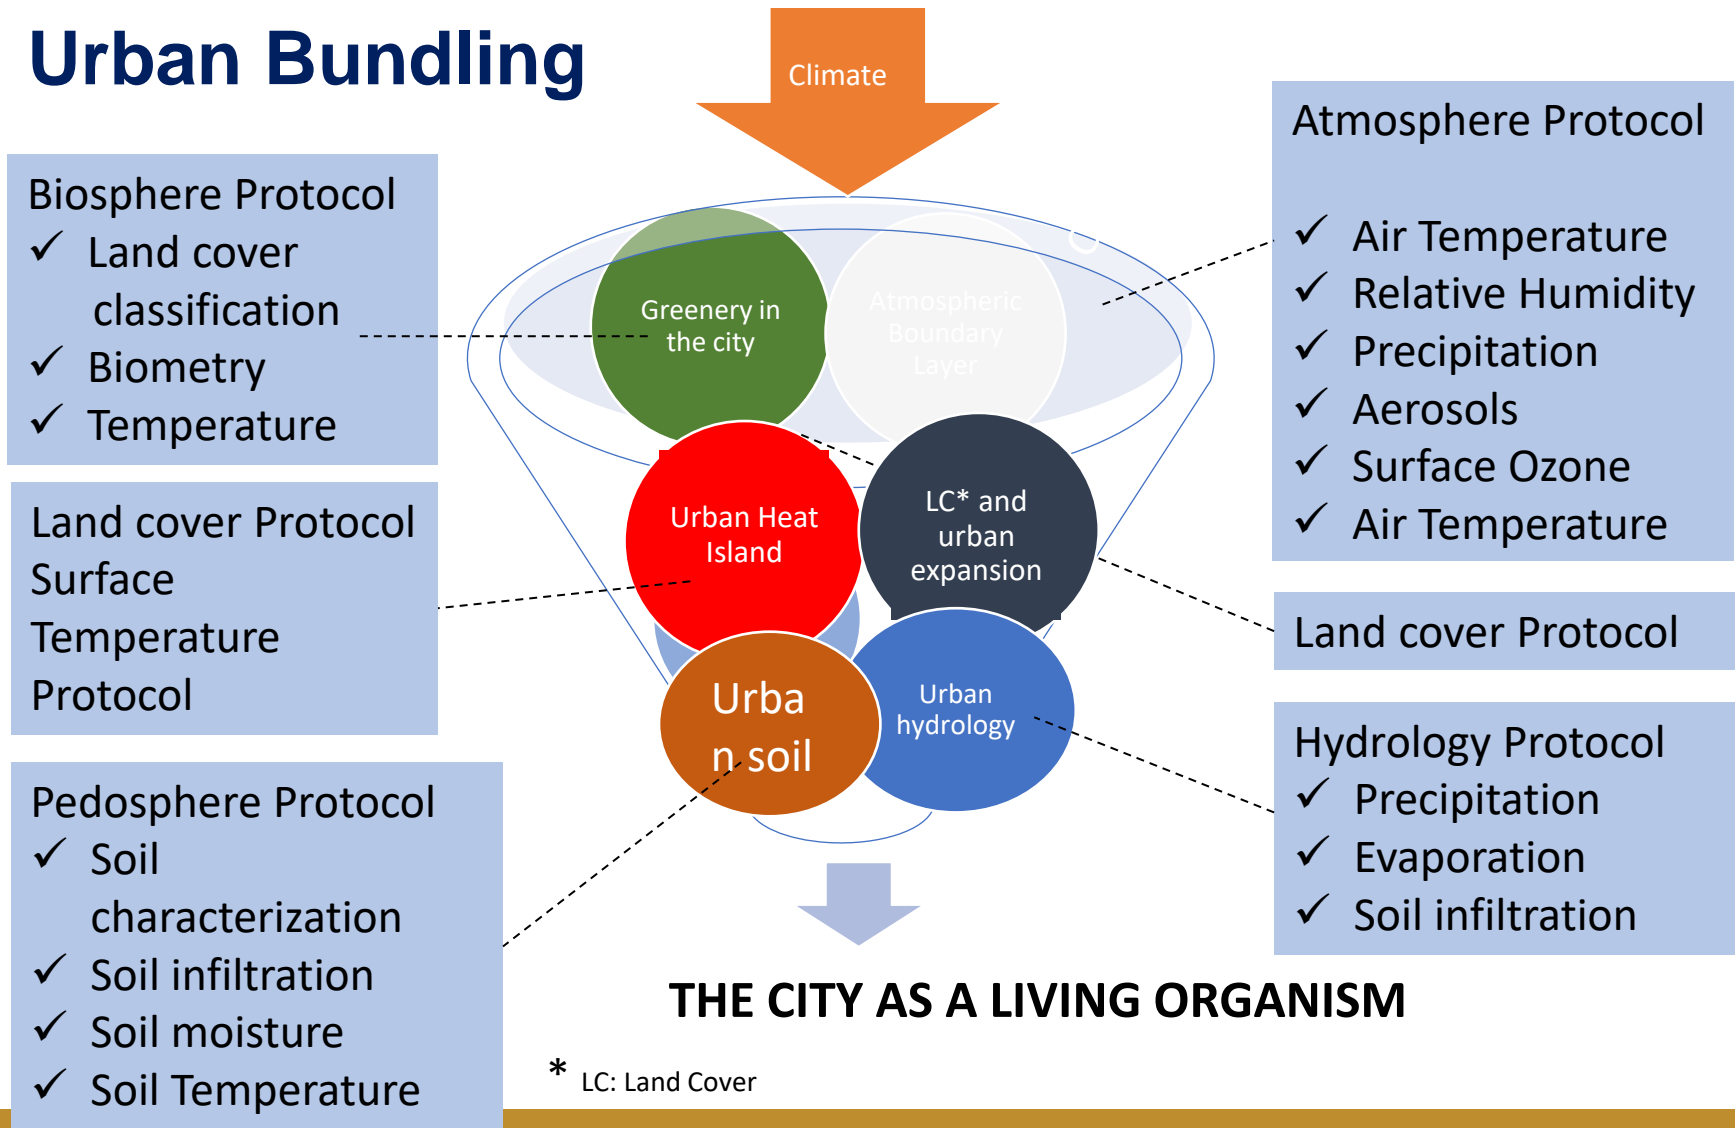 Urban Bundling
Climate
Biosphere Protocol
✓ Land cover
classification
✓ Biometry
✓ Temperature
Land cover Protocol
Surface
Temperature
Protocol
Pedosphere Protocol
✓ Soil
characterization
✓ Soil infiltration
✓ Soil moisture
✓ Soil Temperature
Greenery in
the city
Atmospheric
Boundary
Layer
Urban Heat
Island
LC* and
urban
expansion
Urba
n soil
Urban
hydrology
Atmosphere Protocol
✓ Air Temperature
✓ Relative Humidity
✓ Precipitation
✓ Aerosols
✓ Surface Ozone
✓ Air Temperature
Land cover Protocol
Hydrology Protocol
✓ Precipitation
✓ Evaporation
✓ Soil infiltration
THE CITY AS A LIVING ORGANISM
* LC: Land Cover